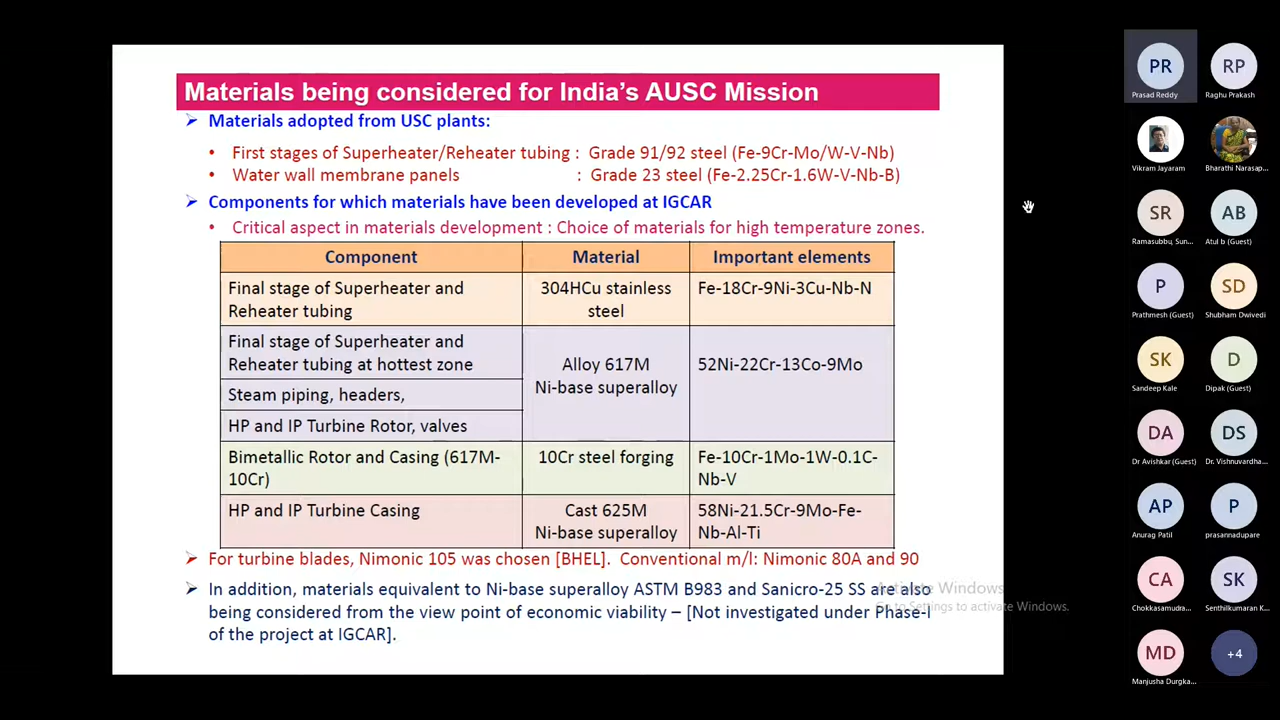 Materials being considered for India's AUSC Mission
➢ Materials adopted from USC plants:
• First stages of Superheater/Reheater tubing : Grade 91/92 steel (Fe-9Cr-Mo/W-V-Nb)
• Water wall membrane panels : Grade 23 steel (Fe-2.25Cr-1.6W-V-Nb-B)
➢ Components for which materials have been developed at IGCAR
• Critical aspect in materials development : Choice of materials for high temperature zones.
Component Material Important elements
Final stage of Superheater and
Reheater tubing
304HCu stainless
steel
Fe-18Cr-9Ni-3Cu-Nb-N
Final stage of Superheater and
Reheater tubing at hottest zone
Steam piping, headers,
HP and IP Turbine Rotor, valves
Alloy 617M
Ni-base superalloy
52Ni-22Cr-13Co-9Mo
Bimetallic Rotor and Casing (617M-
10Cr)
10Cr steel forging
Fe-10Cr-1Mo-1W-0.1C-
Nb-V
HP and IP Turbine Casing
Cast 625M
Ni-base superalloy
58Ni-21.5Cr-9Mo-Fe-
Nb-Al-Ti
➢ For turbine blades, Nimonic 105 was chosen [BHEL]. Conventional m/l: Nimonic 80A and 90
➢ In addition, materials equivalent to Ni-base superalloy ASTM B983 and Sanicro-25 SS are also
being considered from the view point of economic viability – [Not investigated under Phase-I
of the project at IGCAR].
Activate Windows
Go to Settings to activate Windows.
PR
Prasad Reddy
RP
Raghu Prakash
Vikram Jayaram
Bharathi Narasap...
SR
Ramasubbu, Sun...
AB
Atul b (Guest)
P
Prathmesh (Guest)
SD
Shubham Dwivedi
SK
Sandeep Kale
D
Dipak (Guest)
DA
Dr Avishkar (Guest)
DS
Dr. Vishnuvardha...
AP
Anurag Patil
P
prasannadupare
CA
Chokkasamudra...
SK
Senthilkumaran K...
MD
Manjusha Durgka...
+4